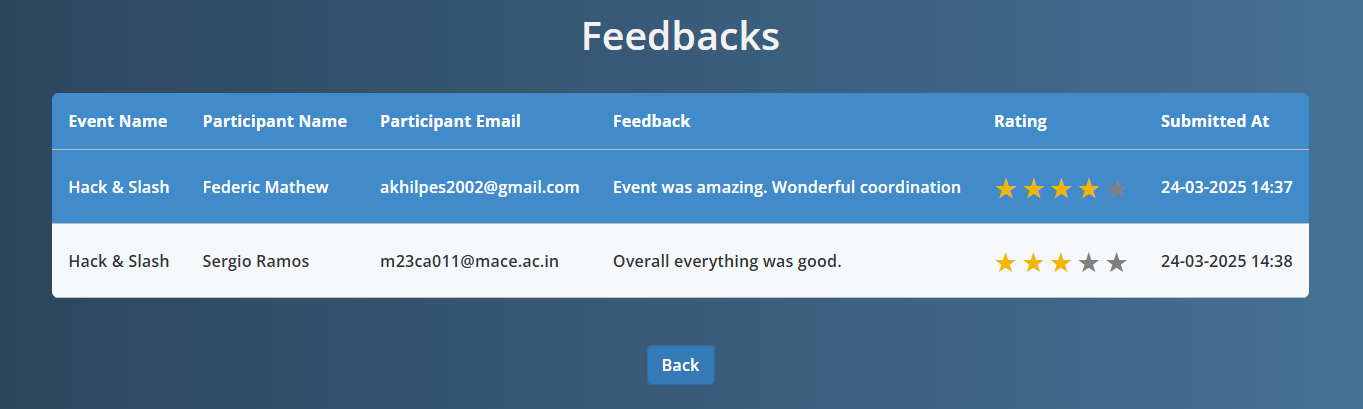 Feedbacks
Event Name Participant Name Participant Email Feedback Rating Submitted At
Hack & Slash Federic Mathew akhilpes2002@gmail.com Event was amazing. Wonderful coordination 24-03-2025 14:37
Hack & Slash Sergio Ramos m23ca011@mace.ac.in Overall everything was good. 24-03-2025 14:38
Back